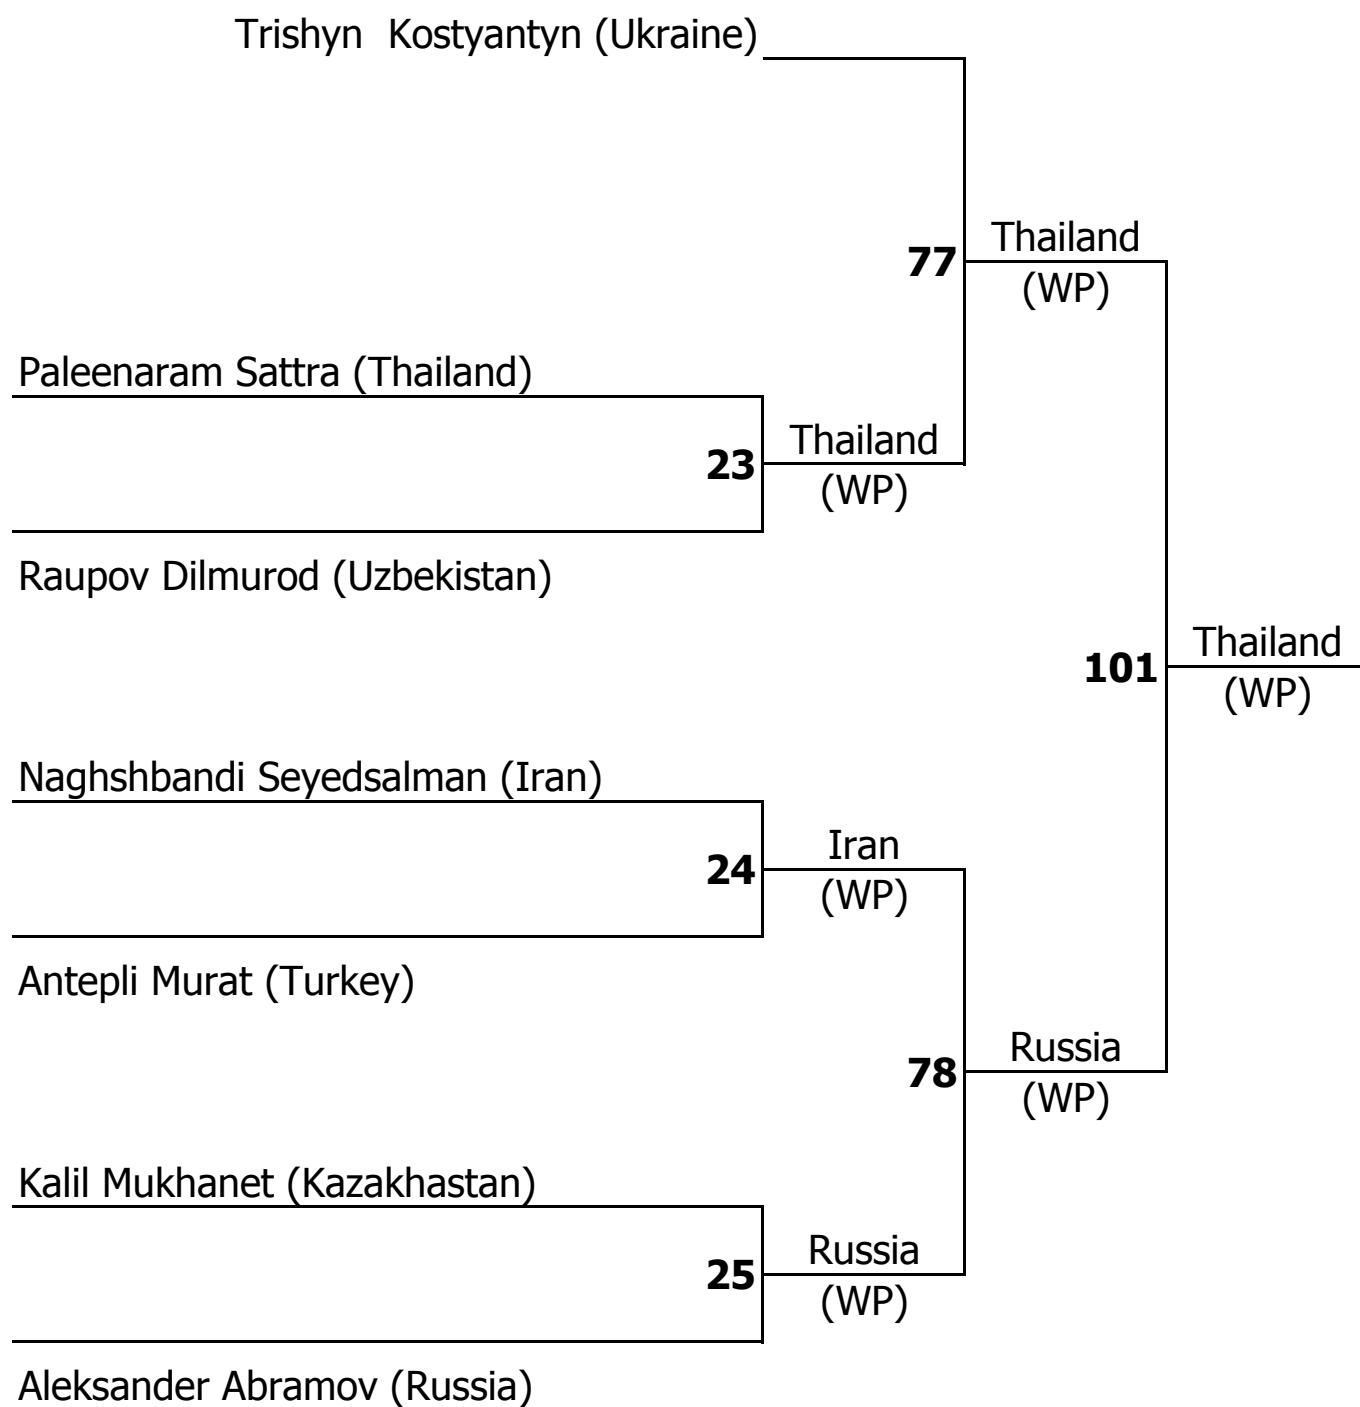 Trishyn  Kostyantyn (Ukraine)
77
Thailand
(WP)
Paleenaram Sattra (Thailand)
23
Thailand
(WP)
Raupov Dilmurod (Uzbekistan)
101
Thailand
(WP)
Naghshbandi Seyedsalman (Iran)
24
Iran
(WP)
Antepli Murat (Turkey)
78
Russia
(WP)
Kalil Mukhanet (Kazakhastan)
25
Russia
(WP)
Aleksander Abramov (Russia)